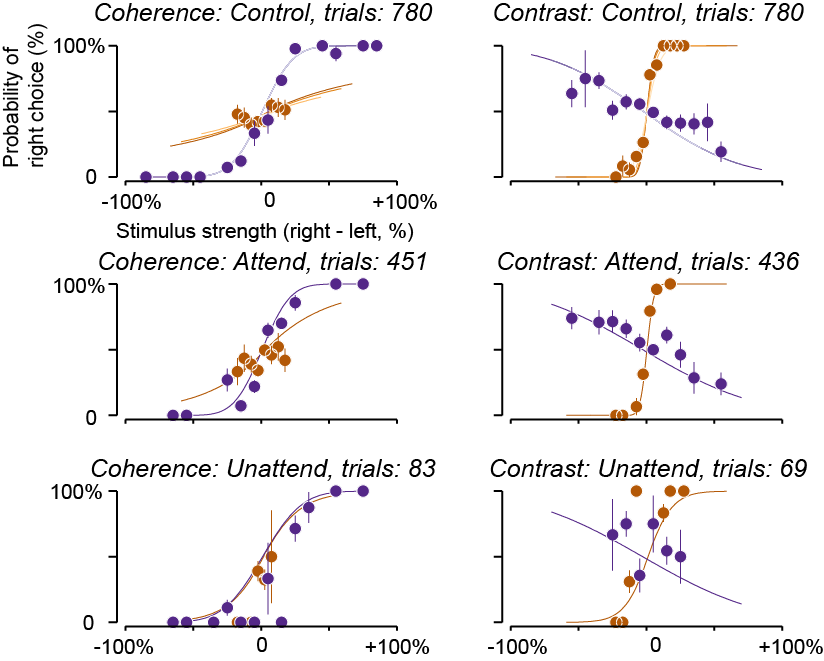 Coherence: Control, trials: 780
Contrast: Control, trials: 780
Probability of
right choice (%)
100%
0
-100%
0
+100%
Stimulus strength (right - left, %)
Coherence: Attend, trials: 451
Contrast: Attend, trials: 436
100%
0
Coherence: Unattend, trials: 83
Contrast: Unattend, trials: 69
100%
0
-100%
0
+100%
-100%
0
+100%